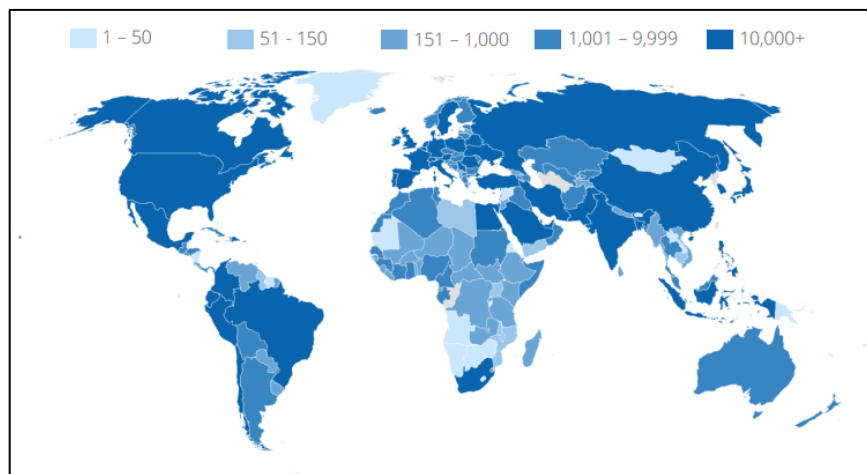 1 – 50 51 - 150 151 – 1,000 1,001 – 9,999 10,000+